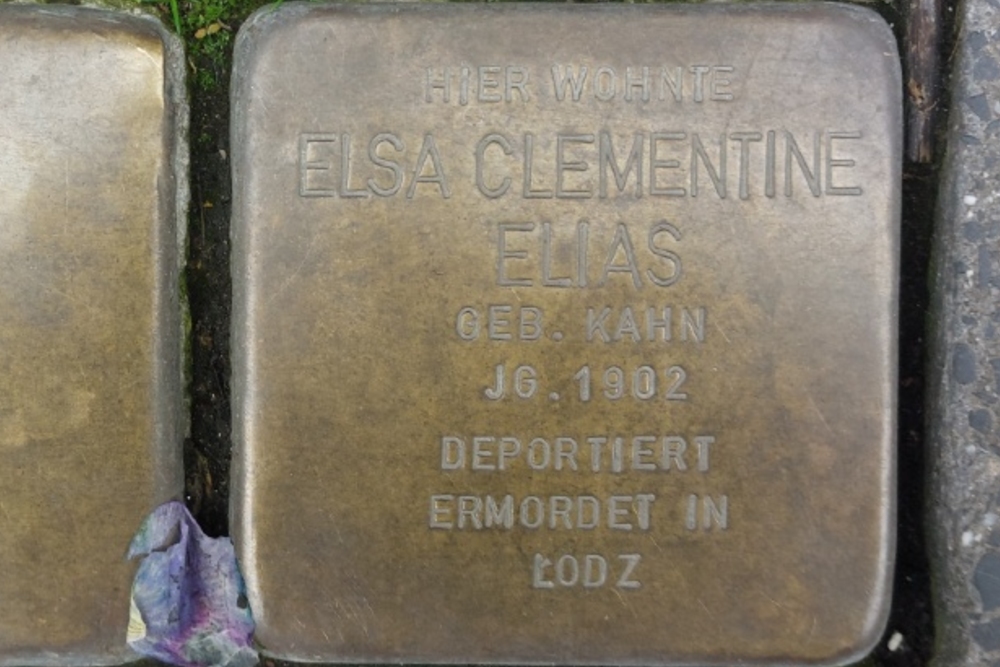 HIER WOHNTE
ELSA CLEMENTINE
ELIAS
GEB. KAHN
JG. 1902
DEPORTIERT
ERMORDET IN
ŁODZ